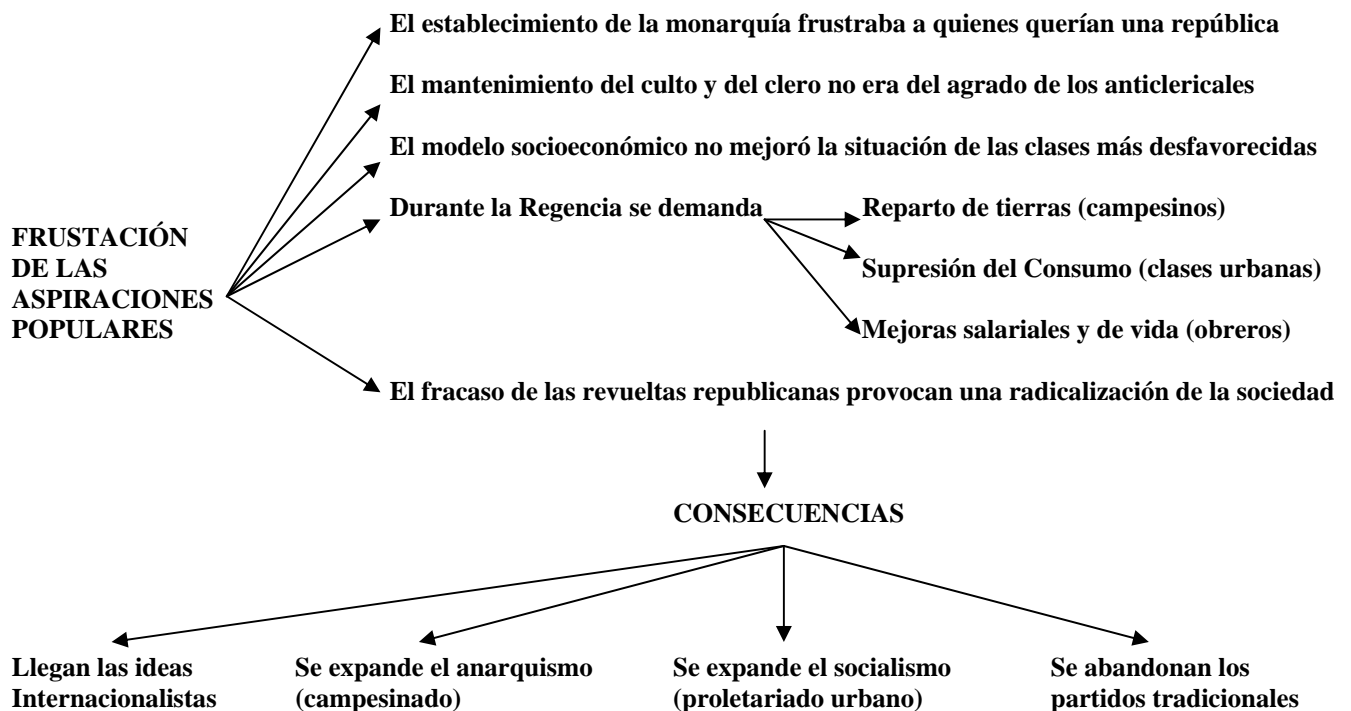 El establecimiento de la monarquía frustraba a quienes querían una república
El mantenimiento del culto y del clero no era del agrado de los anticlericales
El modelo socioeconómico no mejoró la situación de las clases más desfavorecidas
Durante la Regencia se demanda
Reparto de tierras (campesinos)
Supresión del Consumo (clases urbanas)
Mejoras salariales y de vida (obreros)
FRUSTACIÓN
DE LAS
ASPIRACIONES
POPULARES
El fracaso de las revueltas republicanas provocan una radicalización de la sociedad
CONSECUENCIAS
Llegan las ideas
Internacionalistas
Se expande el anarquismo
(campesinado)
Se expande el socialismo
(proletariado urbano)
Se abandonan los
partidos tradicionales